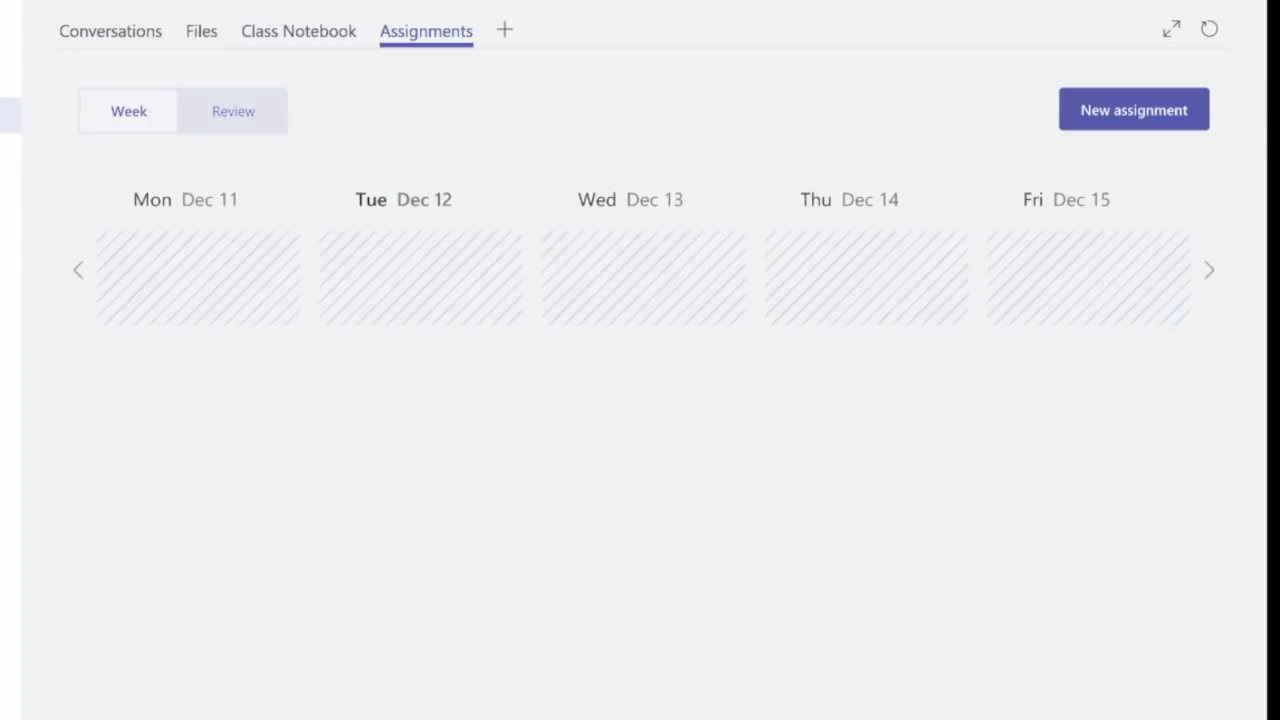 Conversations Files Class Notebook Assignments
Week Review New assignment
Mon Dec 11 Tue Dec 12 Wed Dec 13 Thu Dec 14 Fri Dec 15